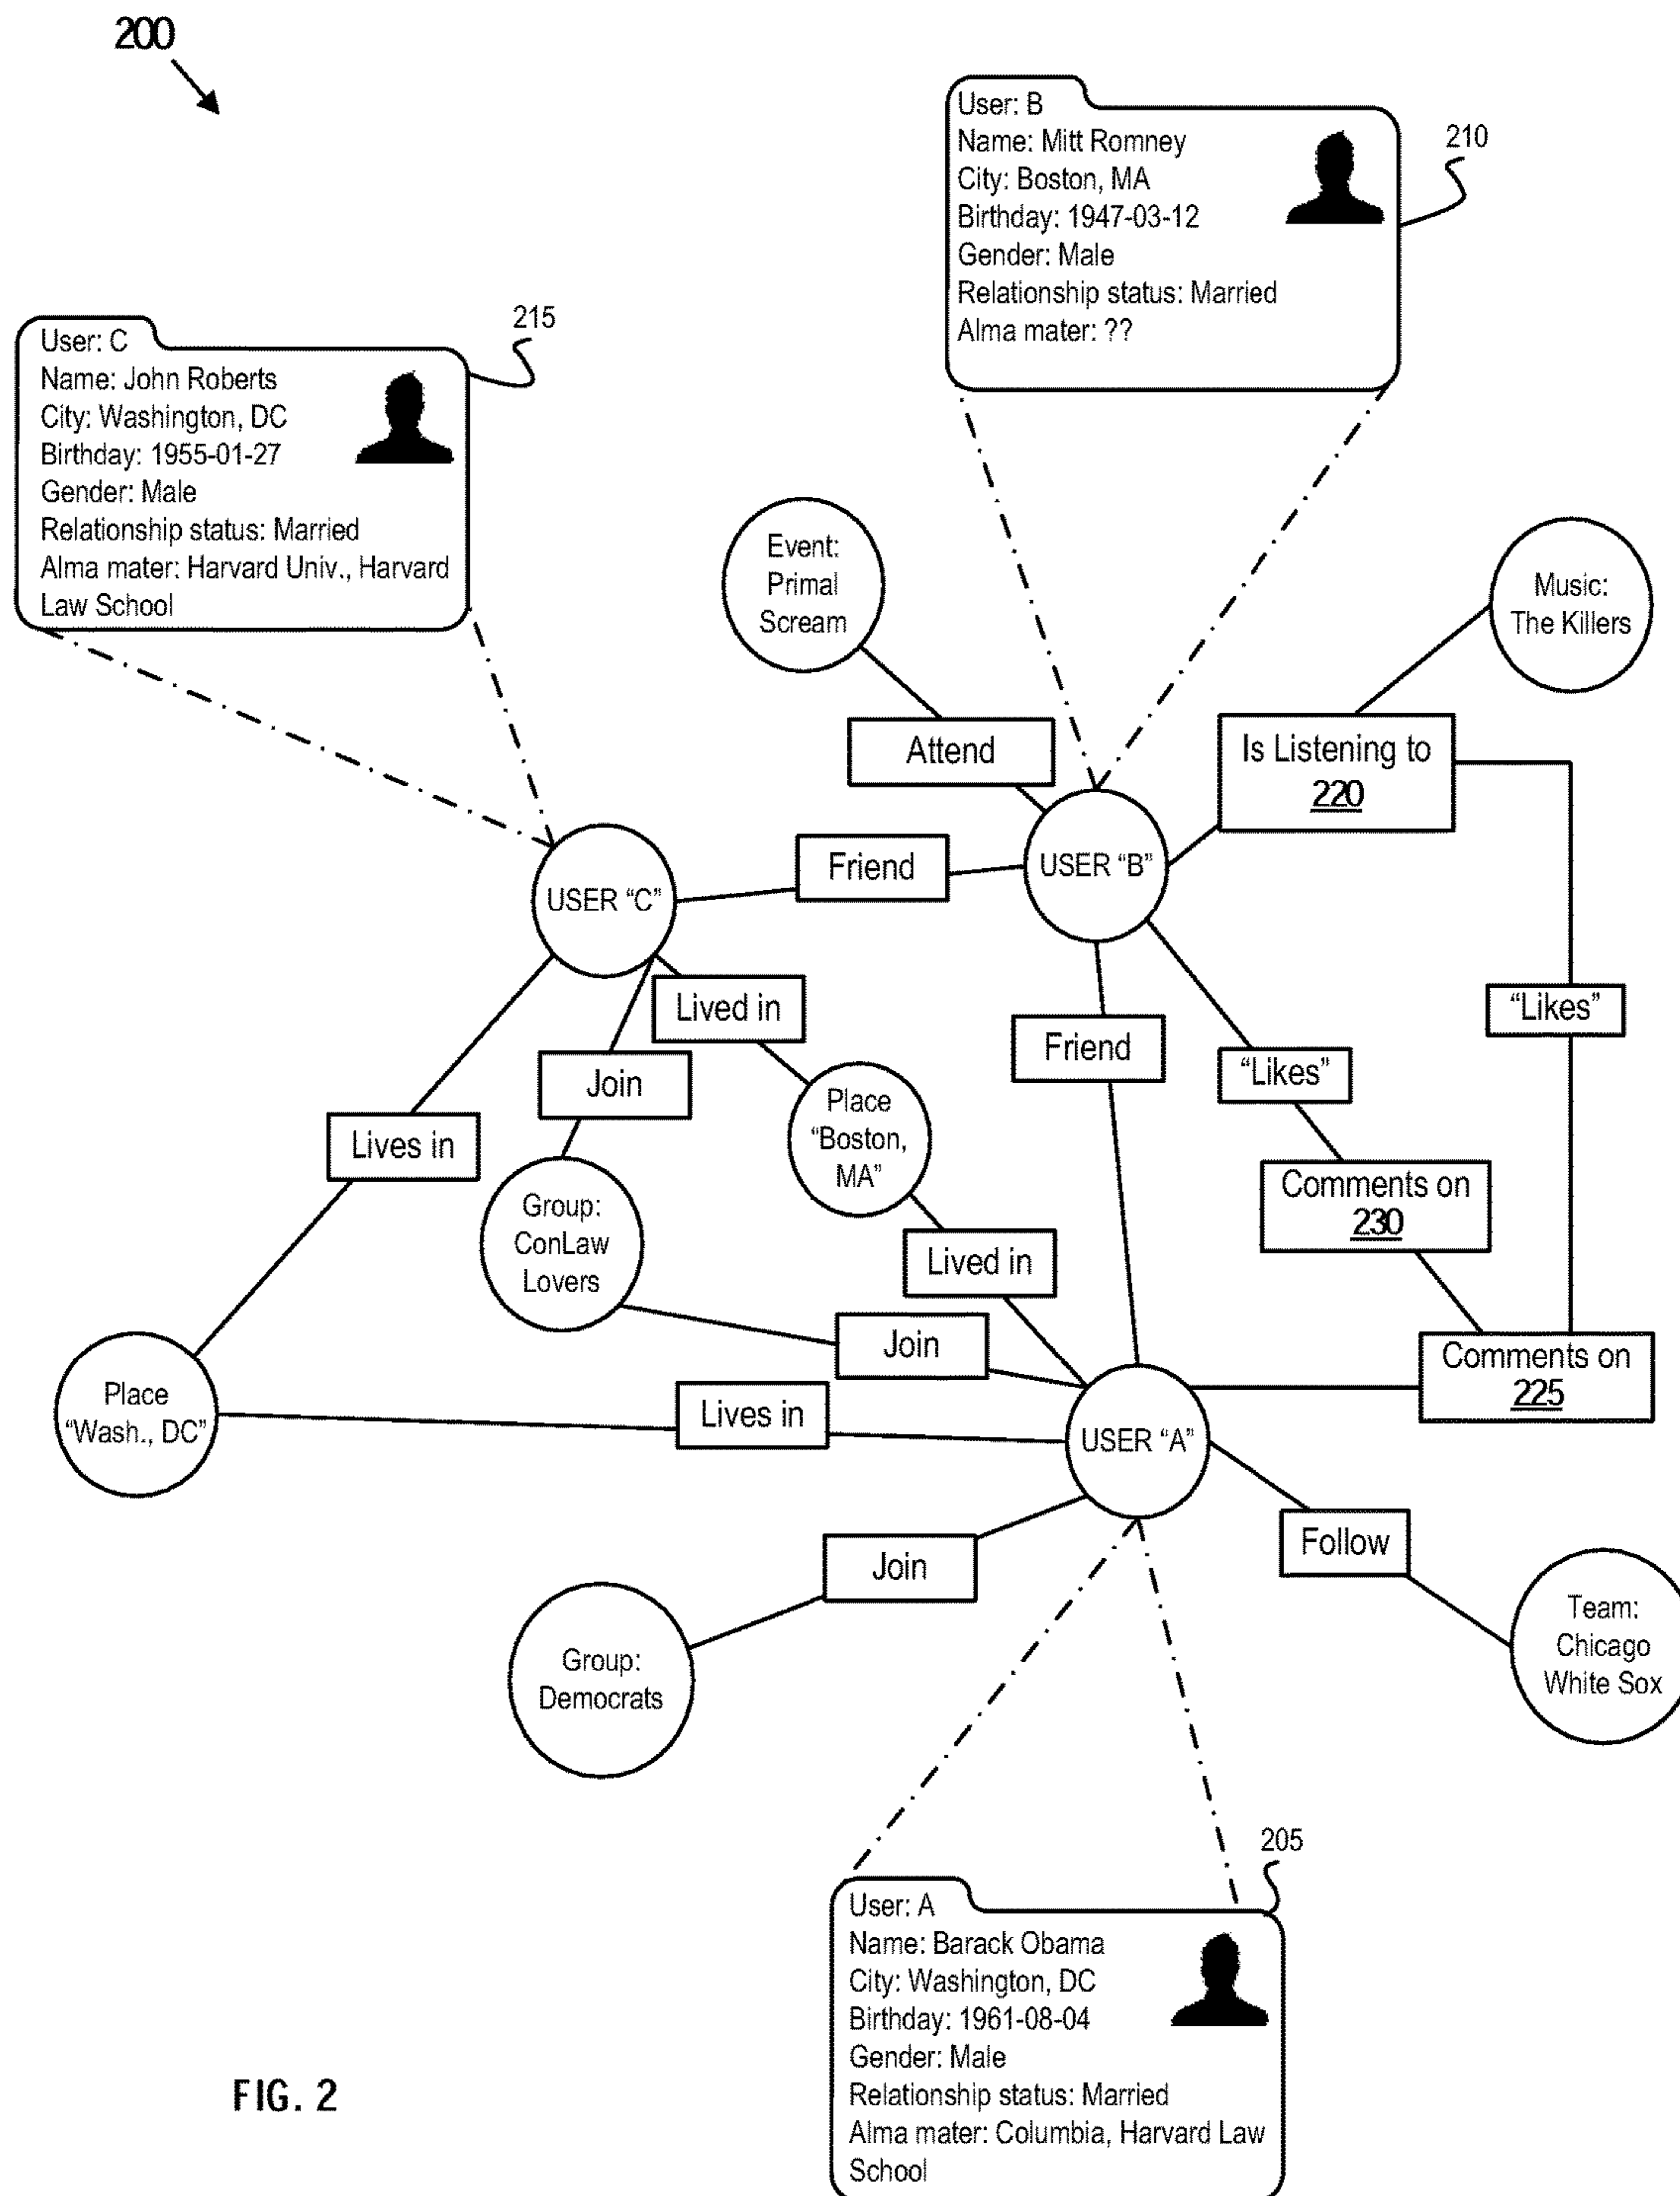 200
User: B
Name: Mitt Romney
City: Boston, MA
Birthday: 1947-03-12
Gender: Male
Relationship status: Married
Alma mater: ??
210
215
User: C
Name: John Roberts
City: Washington, DC
Birthday: 1955-01-27
Gender: Male
Relationship status: Married
Alma mater: Harvard Univ., Harvard
Law School
Event:
Primal
Scream
Music:
The Killers
Attend
Is Listening to
220
Friend
USER “B”
USER “C”
Lived in
“Likes”
Friend
“Likes”
Join
Place
“Boston,
MA”
Lives in
Comments on
230
Group:
ConLaw
Lovers
Lived in
Join
Comments on
225
Place
“Wash., DC”
Lives in
USER “A”
Follow
Join
Team:
Chicago
White Sox
Group:
Democrats
205
User: A
Name: Barack Obama
City: Washington, DC
Birthday: 1961-08-04
Gender: Male
Relationship status: Married
Alma mater: Columbia, Harvard Law
School
FIG. 2